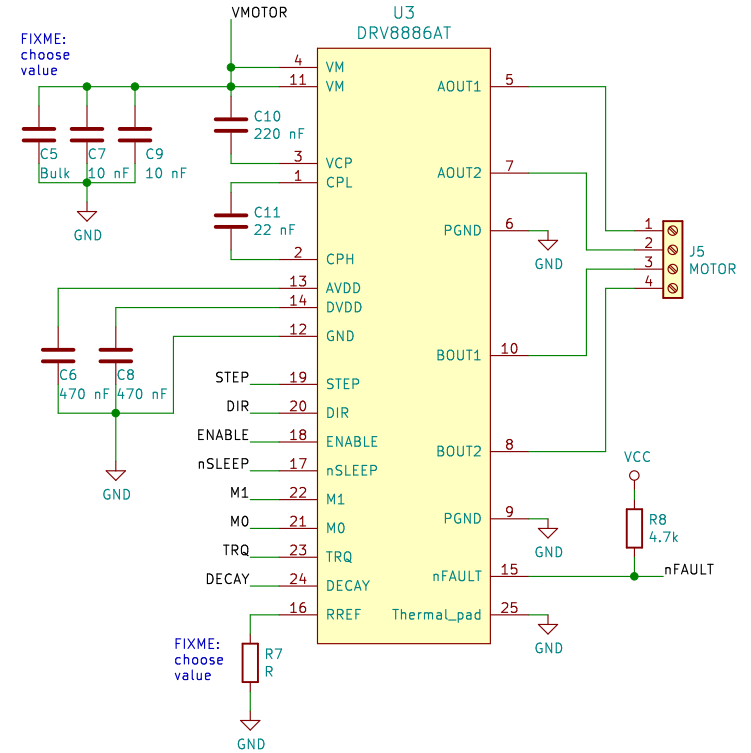 VMOTOR
U3
DRV8886AT
FIXME:
choose
value
4 VM
11 VM
AOUT1 5
C10
220 nF
C5
Bulk
C7
10 nF
C9
10 nF
3 VCP
1 CPL
AOUT2 7
C11
22 nF
GND
PGND 6
GND
1
2
3
4
J5
MOTOR
2 CPH
13 AVDD
14 DVDD
12 GND
BOUT1 10
C6
470 nF
C8
470 nF
STEP 19 STEP
DIR 20 DIR
ENABLE 18 ENABLE
BOUT2 8
nSLEEP 17 nSLEEP
GND
VCC
M1 22 M1
M0 21 M0
PGND 9
GND
R8
4.7k
TRQ 23 TRQ
nFAULT 15
nFAULT
DECAY 24 DECAY
16 RREF
Thermal_pad 25
GND
FIXME:
choose
value
R7
R
GND